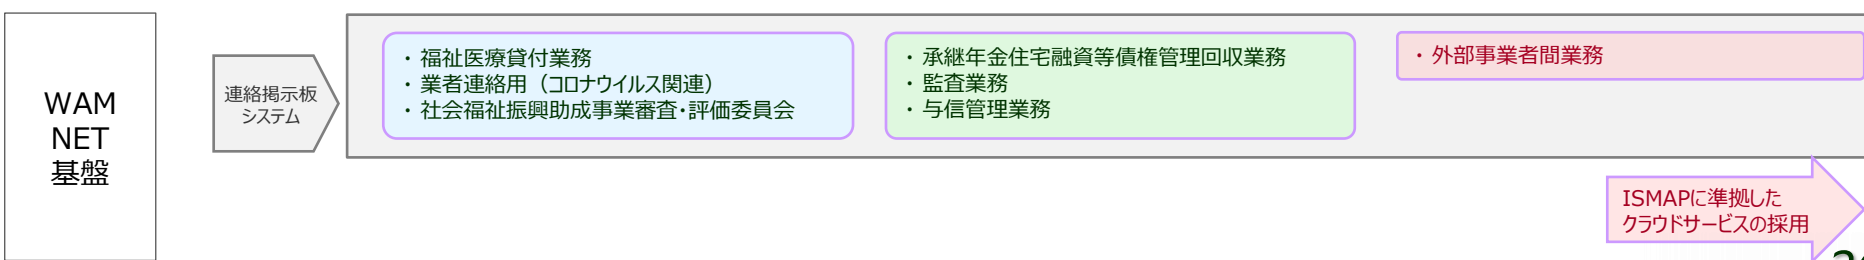 WAM
NET
基盤
連絡掲示板
システム
・ 福祉医療貸付業務
・ 業者連絡用（コロナウイルス関連）
・ 社会福祉振興助成事業審査・評価委員会
・ 承継年金住宅融資等債権管理回収業務
・ 監査業務
・ 与信管理業務
・ 外部事業者間業務
ISMAPに準拠した
クラウドサービスの採用